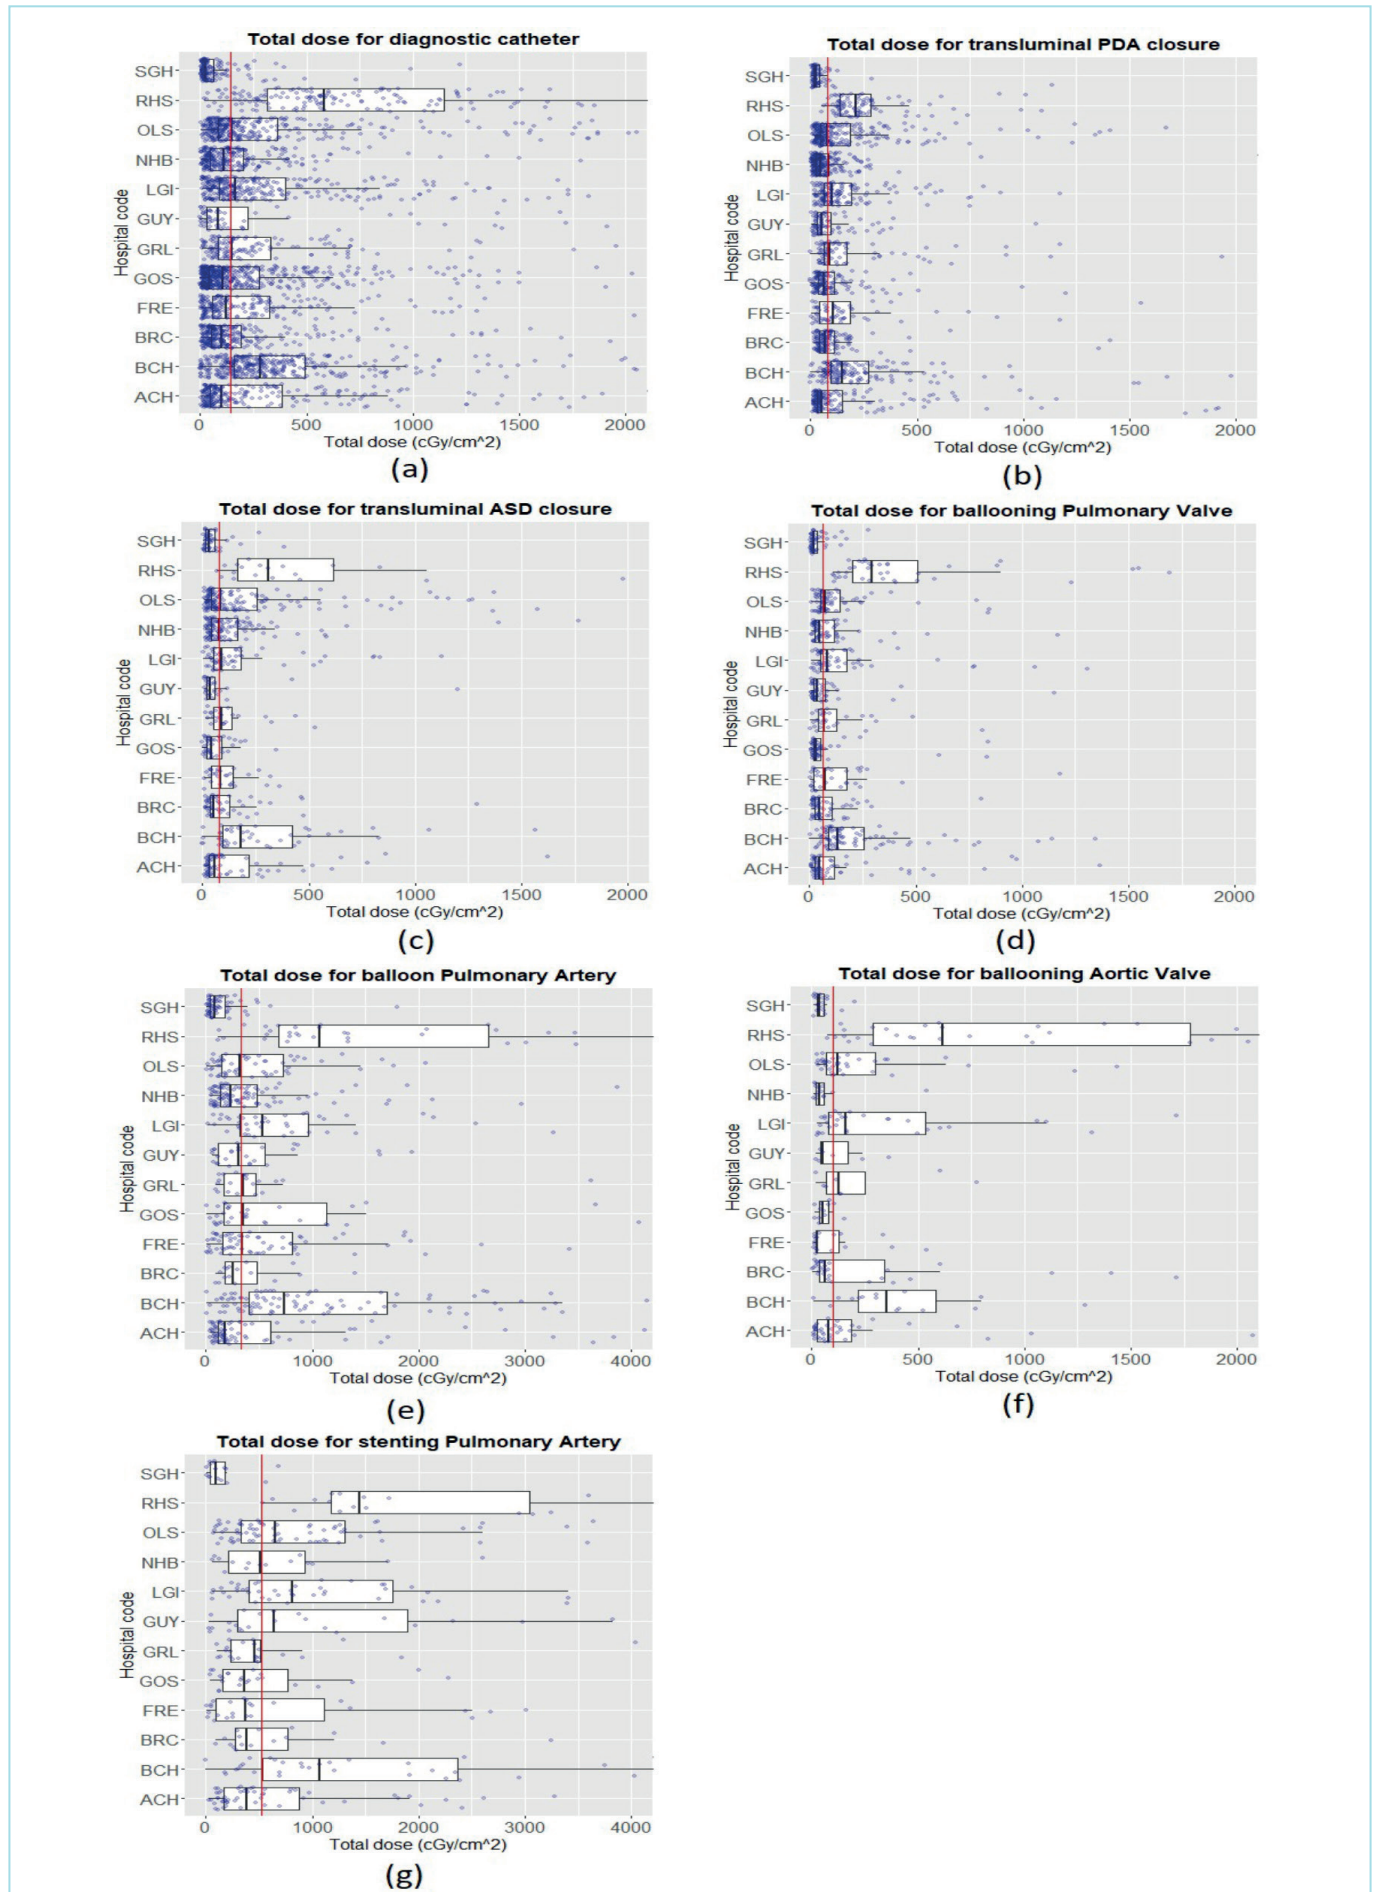 Total dose for diagnostic catheter
Hospital code
SGH
RHS
OLS
NHB
LGI
GUY
GRL
GOS
FRE
BRC
BCH
ACH
0 500 1000 1500 2000
Total dose (cGy/cm^2)
(a)
Total dose for transluminal PDA closure
Hospital code
SGH
RHS
OLS
NHB
LGI
GUY
GRL
GOS
FRE
BRC
BCH
ACH
0 500 1000 1500 2000
Total dose (cGy/cm^2)
(b)
Total dose for transluminal ASD closure
Hospital code
SGH
RHS
OLS
NHB
LGI
GUY
GRL
GOS
FRE
BRC
BCH
ACH
0 500 1000 1500 2000
Total dose (cGy/cm^2)
(c)
Total dose for ballooning Pulmonary Valve
Hospital code
SGH
RHS
OLS
NHB
LGI
GUY
GRL
GOS
FRE
BRC
BCH
ACH
0 500 1000 1500 2000
Total dose (cGy/cm^2)
(d)
Total dose for balloon Pulmonary Artery
Hospital code
SGH
RHS
OLS
NHB
LGI
GUY
GRL
GOS
FRE
BRC
BCH
ACH
0 1000 2000 3000 4000
Total dose (cGy/cm^2)
(e)
Total dose for ballooning Aortic Valve
Hospital code
SGH
RHS
OLS
NHB
LGI
GUY
GRL
GOS
FRE
BRC
BCH
ACH
0 500 1000 1500 2000
Total dose (cGy/cm^2)
(f)
Total dose for stenting Pulmonary Artery
Hospital code
SGH
RHS
OLS
NHB
LGI
GUY
GRL
GOS
FRE
BRC
BCH
ACH
0 1000 2000 3000 4000
Total dose (cGy/cm^2)
(g)